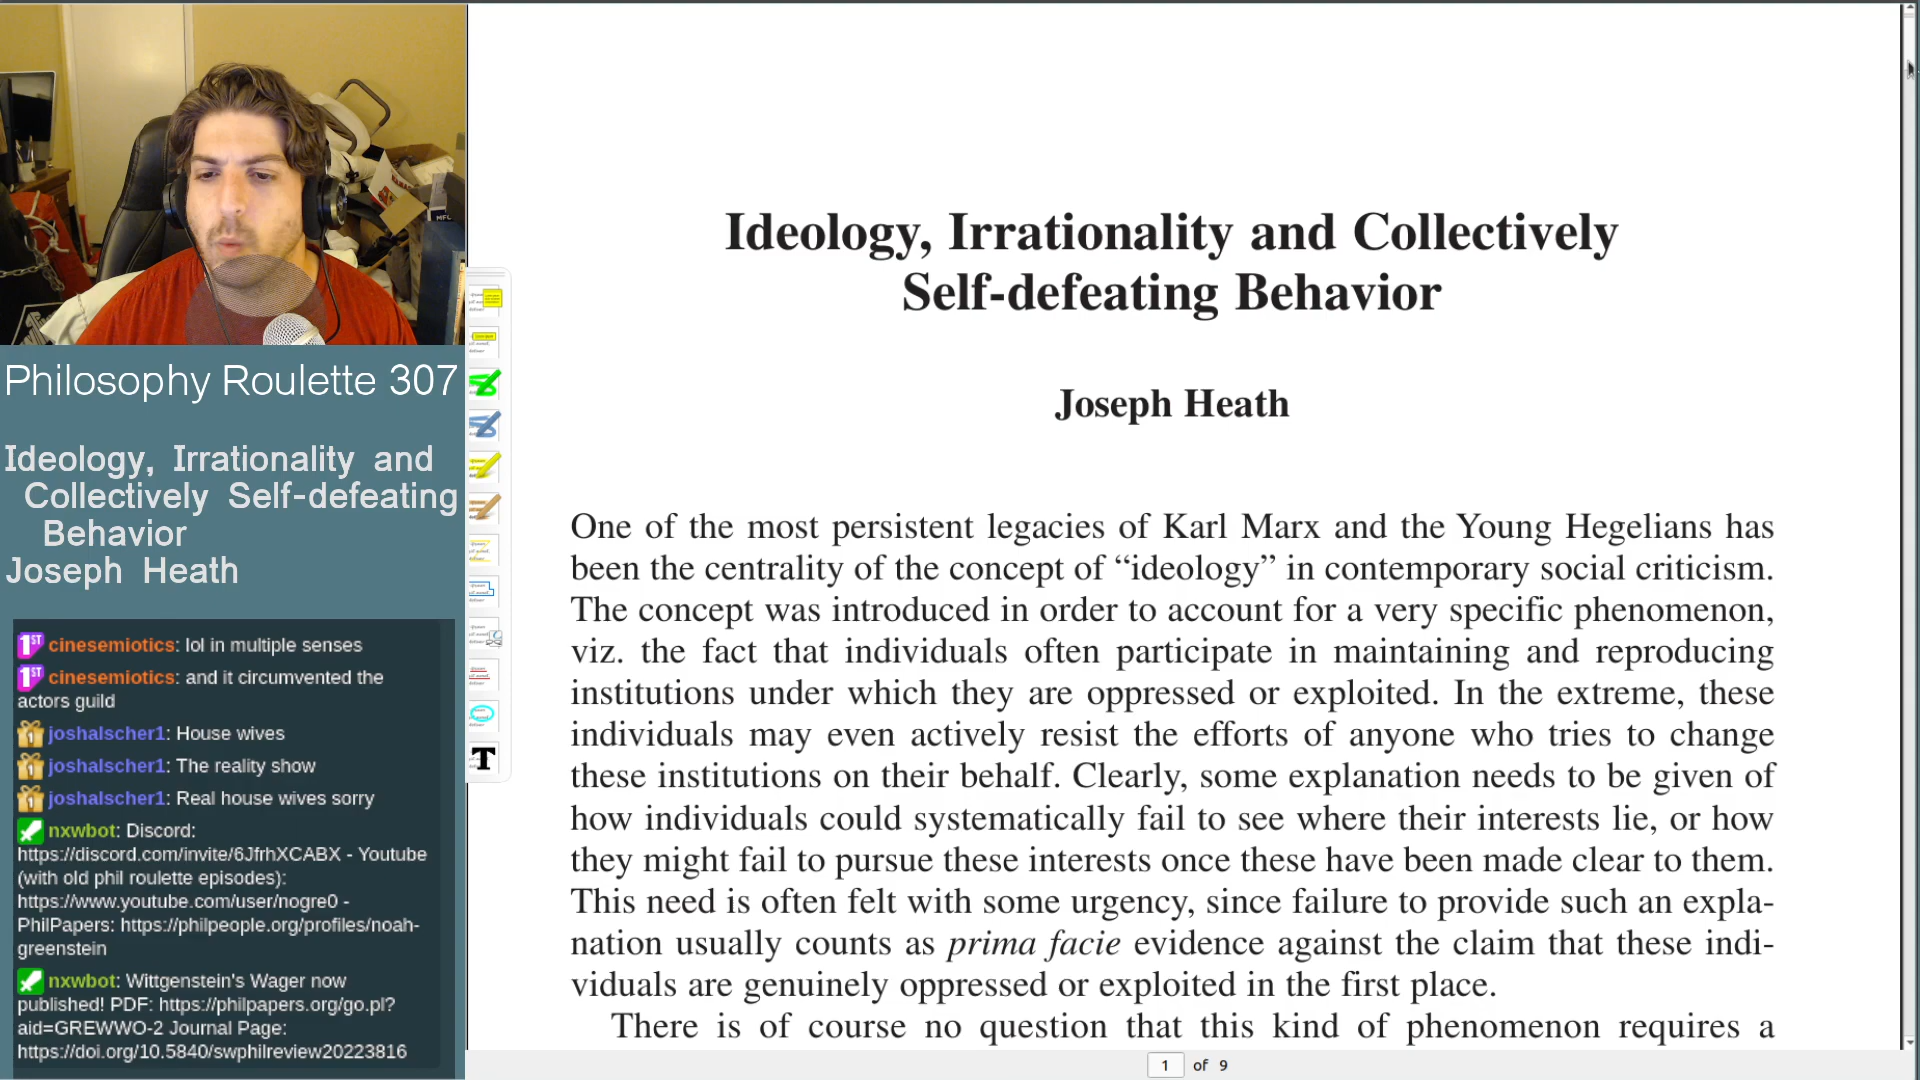 Philosophy Roulette 307
Ideology, Irrationality and
Collectively Self-defeating
Behavior
Joseph Heath
1ST cinesemiotics: lol in multiple senses
1ST cinesemiotics: and it circumvented the
actors guild
1 joshalscher1: House wives
1 joshalscher1: The reality show
1 joshalscher1: Real house wives sorry
nxwbot: Discord:
https://discord.com/invite/6JfrhXCABX - Youtube
(with old phil roulette episodes):
https://www.youtube.com/user/nogre0 -
PhilPapers: https://philpeople.org/profiles/noah-
greenstein
nxwbot: Wittgenstein's Wager now
published! PDF: https://philpapers.org/go.pl?
aid=GREWWO-2 Journal Page:
https://doi.org/10.5840/swphilreview20223816
T
Ideology, Irrationality and Collectively
Self-defeating Behavior
Joseph Heath
One of the most persistent legacies of Karl Marx and the Young Hegelians has
been the centrality of the concept of “ideology” in contemporary social criticism.
The concept was introduced in order to account for a very specific phenomenon,
viz. the fact that individuals often participate in maintaining and reproducing
institutions under which they are oppressed or exploited. In the extreme, these
individuals may even actively resist the efforts of anyone who tries to change
these institutions on their behalf. Clearly, some explanation needs to be given of
how individuals could systematically fail to see where their interests lie, or how
they might fail to pursue these interests once these have been made clear to them.
This need is often felt with some urgency, since failure to provide such an expla-
nation usually counts as prima facie evidence against the claim that these indi-
viduals are genuinely oppressed or exploited in the first place.
There is of course no question that this kind of phenomenon requires a
1 of 9